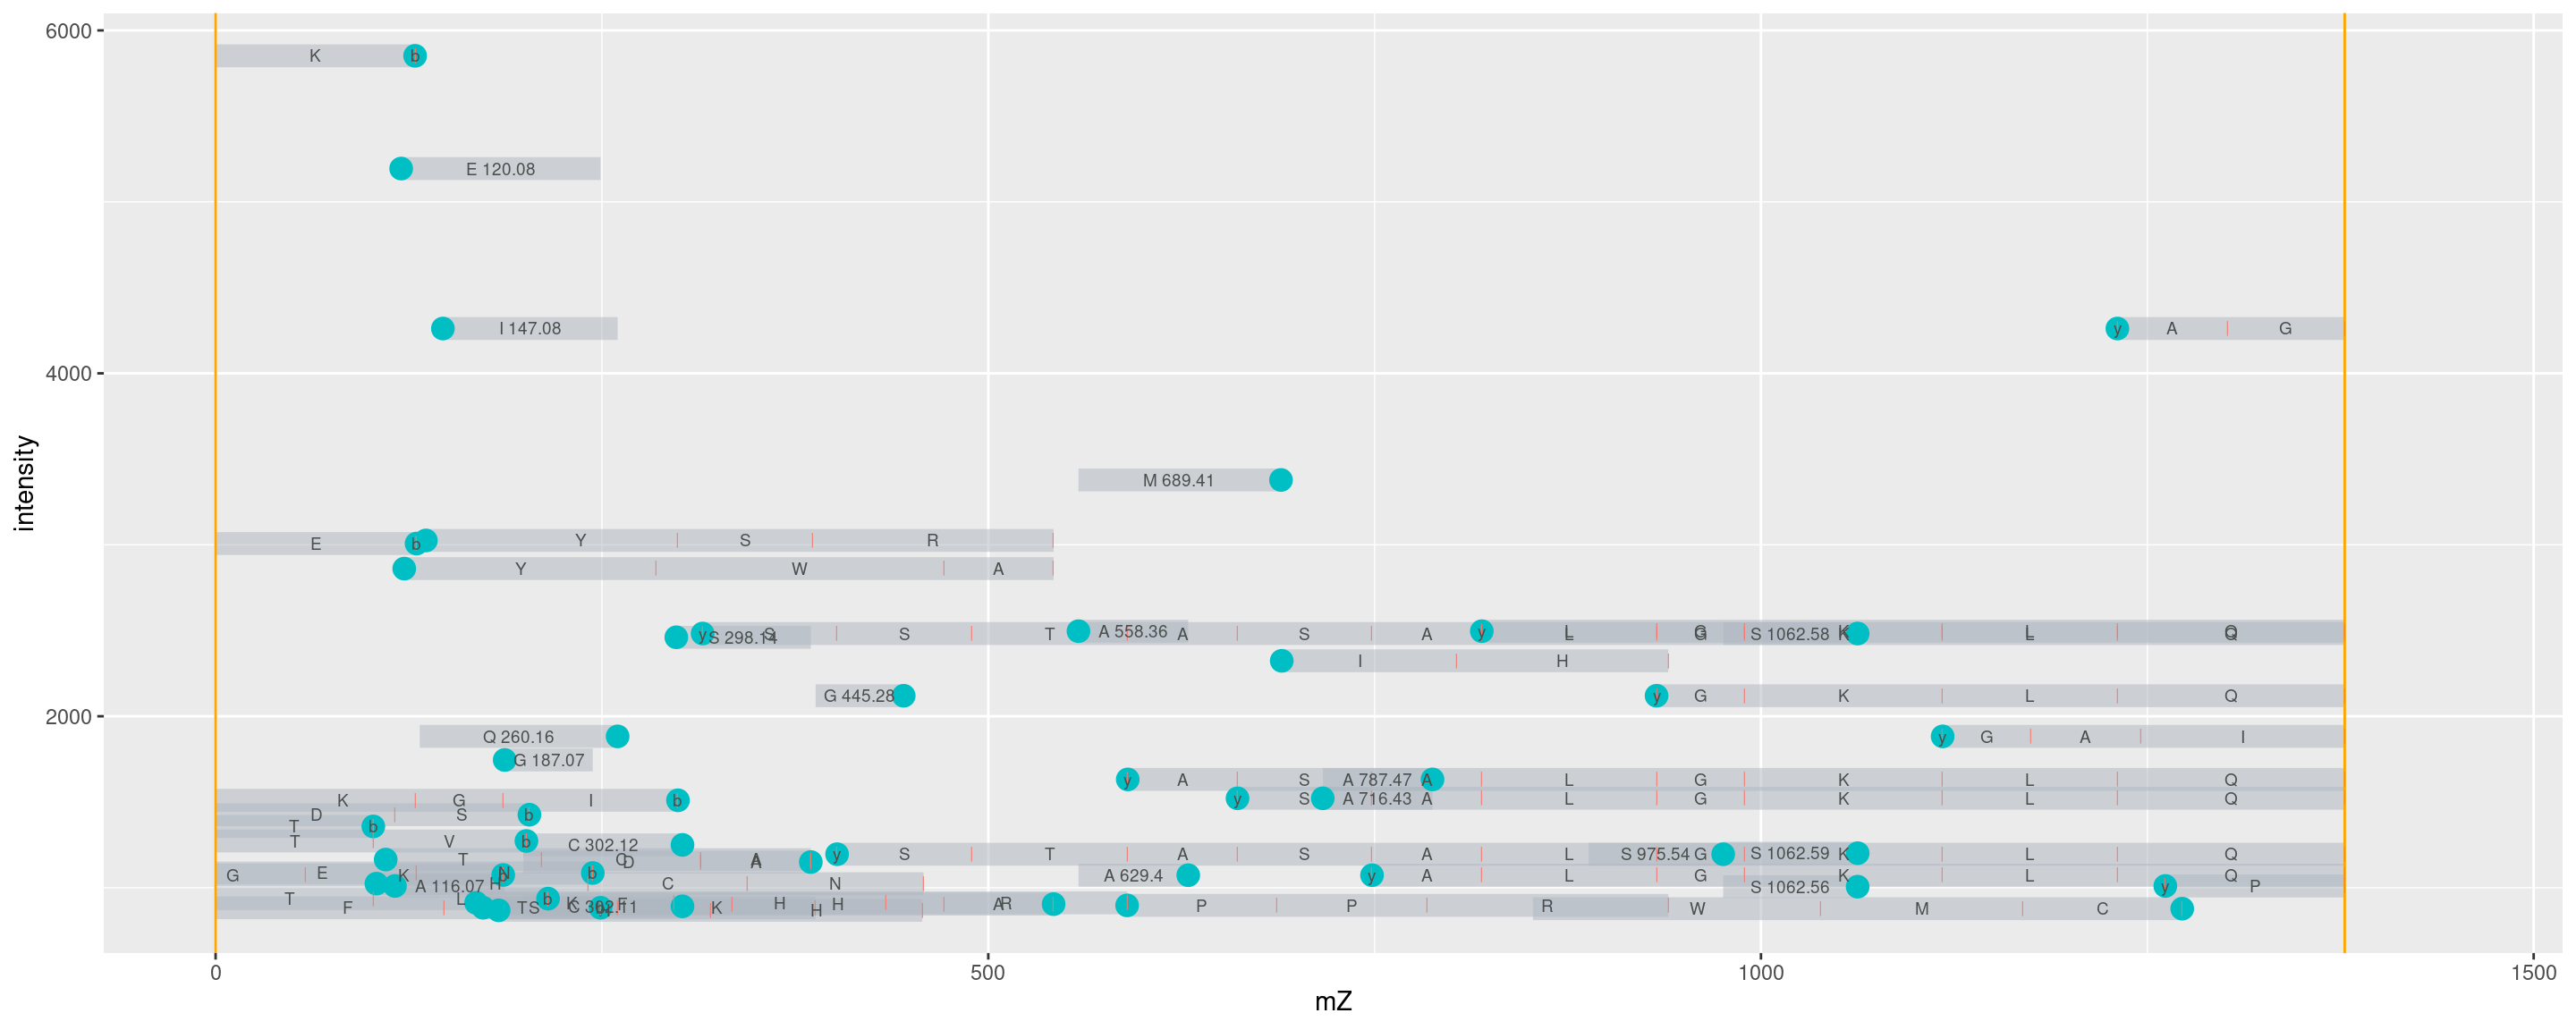 6000
K b
E 120.08
I 147.08
y A G
4000
M 689.41
Y S R
E b
Y W A
A 558.36 y L G K L Q
y S S T A S A L G S 1062.58 K L Q
S 298.14
I H
G 445.28
y G K L Q
2000
Q 260.16
y G A I
G 187.07
y A S A 787.47 A L G K L Q
K G I b
y S A 716.43 A L G K L Q
D S b
T b
T V b
C 302.12
y S T A S A L S 975.54 G S 1062.59 K L Q
T C A
D A
G E K N b b
A 629.4
y A L G K L Q
A 116.07 H C N
S 1062.56
y P
T L b K F H H A R
P P R
F T S C 302.11 K H
W M C
0
500
1000
1500
mZ
intensity